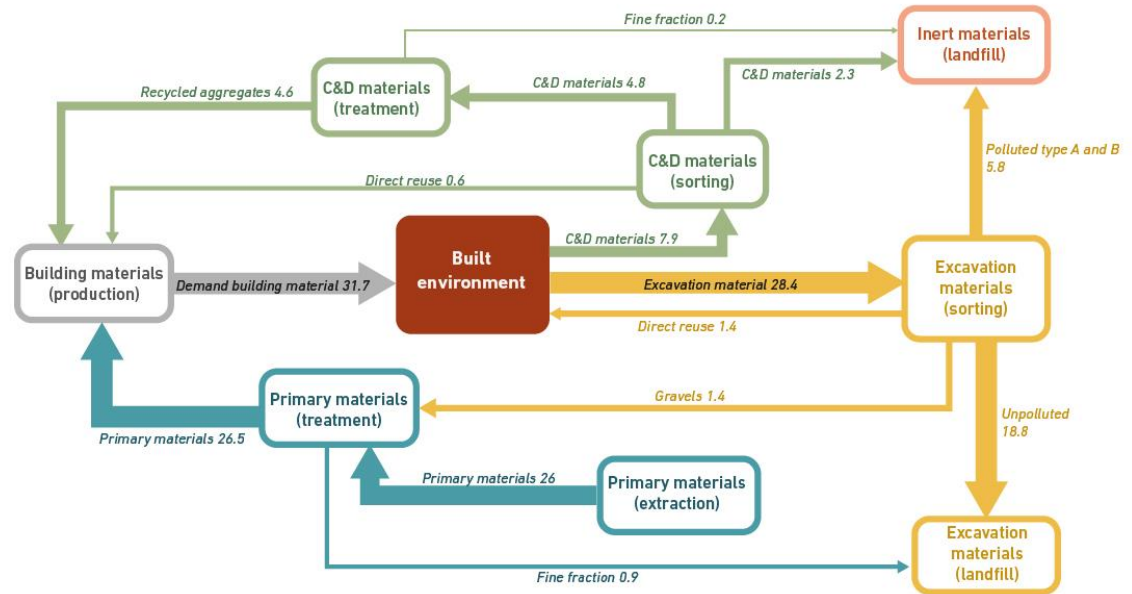 Fine fraction 0.2
Inert materials
(landfill)
C&D materials 2.3
C&D materials
(treatment)
C&D materials 4.8
Recycled aggregates 4.6
Polluted type A and B
5.8
C&D materials
(sorting)
Direct reuse 0.6
C&D materials 7.9
Building materials
(production)
Demand building material 31.7
Built
environment
Excavation material 28.4
Excavation
materials
(sorting)
Direct reuse 1.4
Gravels 1.4
Primary materials
(treatment)
Unpolluted
18.8
Primary materials 26.5
Primary materials 26
Primary materials
(extraction)
Excavation
materials
(landfill)
Fine fraction 0.9